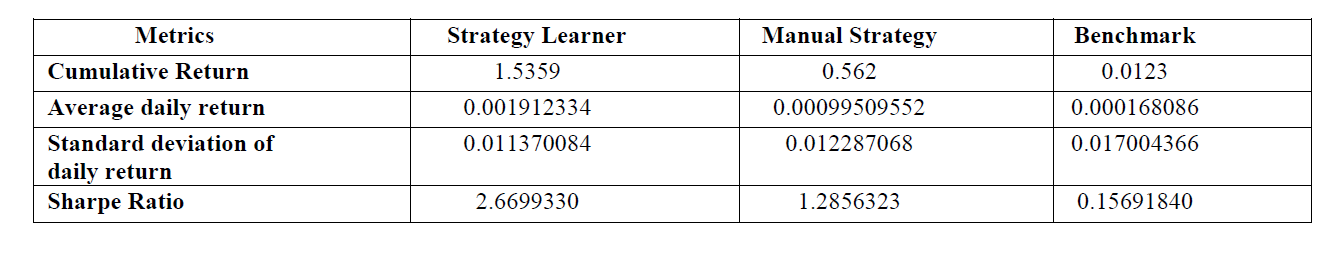 Metrics Strategy Learner Manual Strategy Benchmark
Cumulative Return 1.5359 0.562 0.0123
Average daily return 0.001912334 0.00099509552 0.000168086
Standard deviation of 0.011370084 0.012287068 0.017004366
daily return
Sharpe Ratio 2.6699330 1.2856323 0.15691840